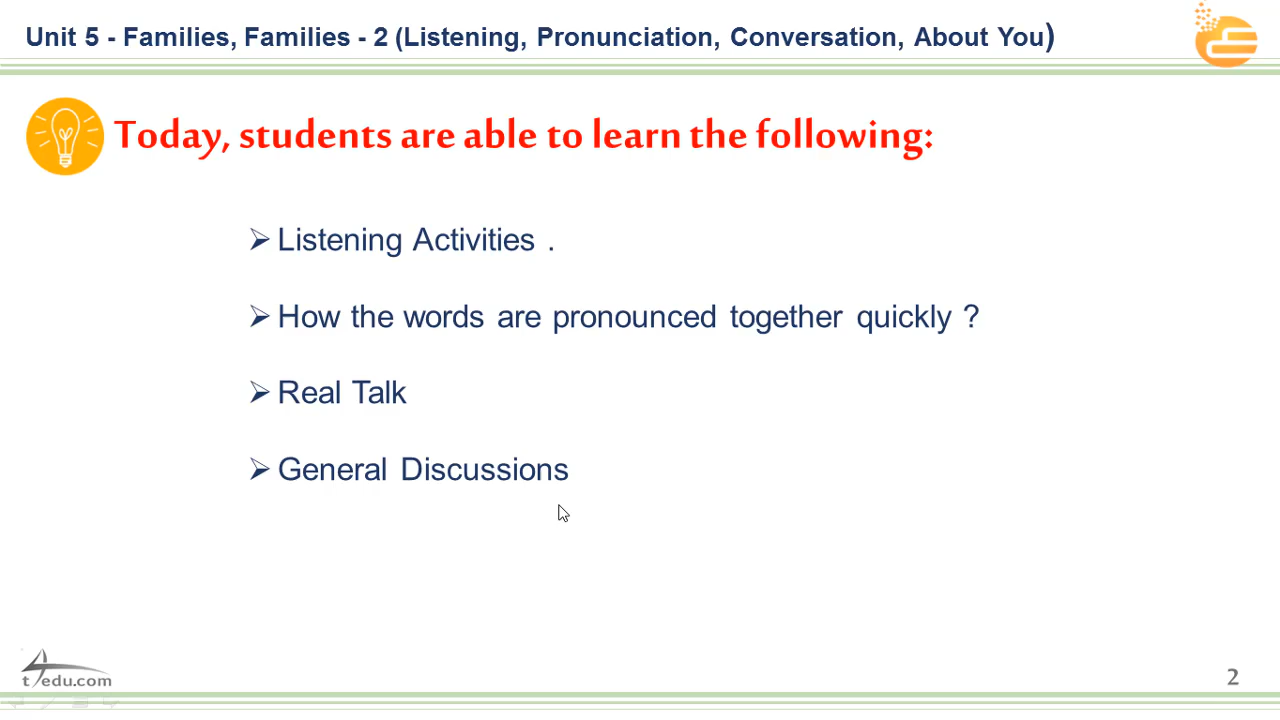 Unit 5 - Families, Families - 2 (Listening, Pronunciation, Conversation, About You)
Today, students are able to learn the following:
Listening Activities .
How the words are pronounced together quickly ?
Real Talk
General Discussions
t4edu.com
2